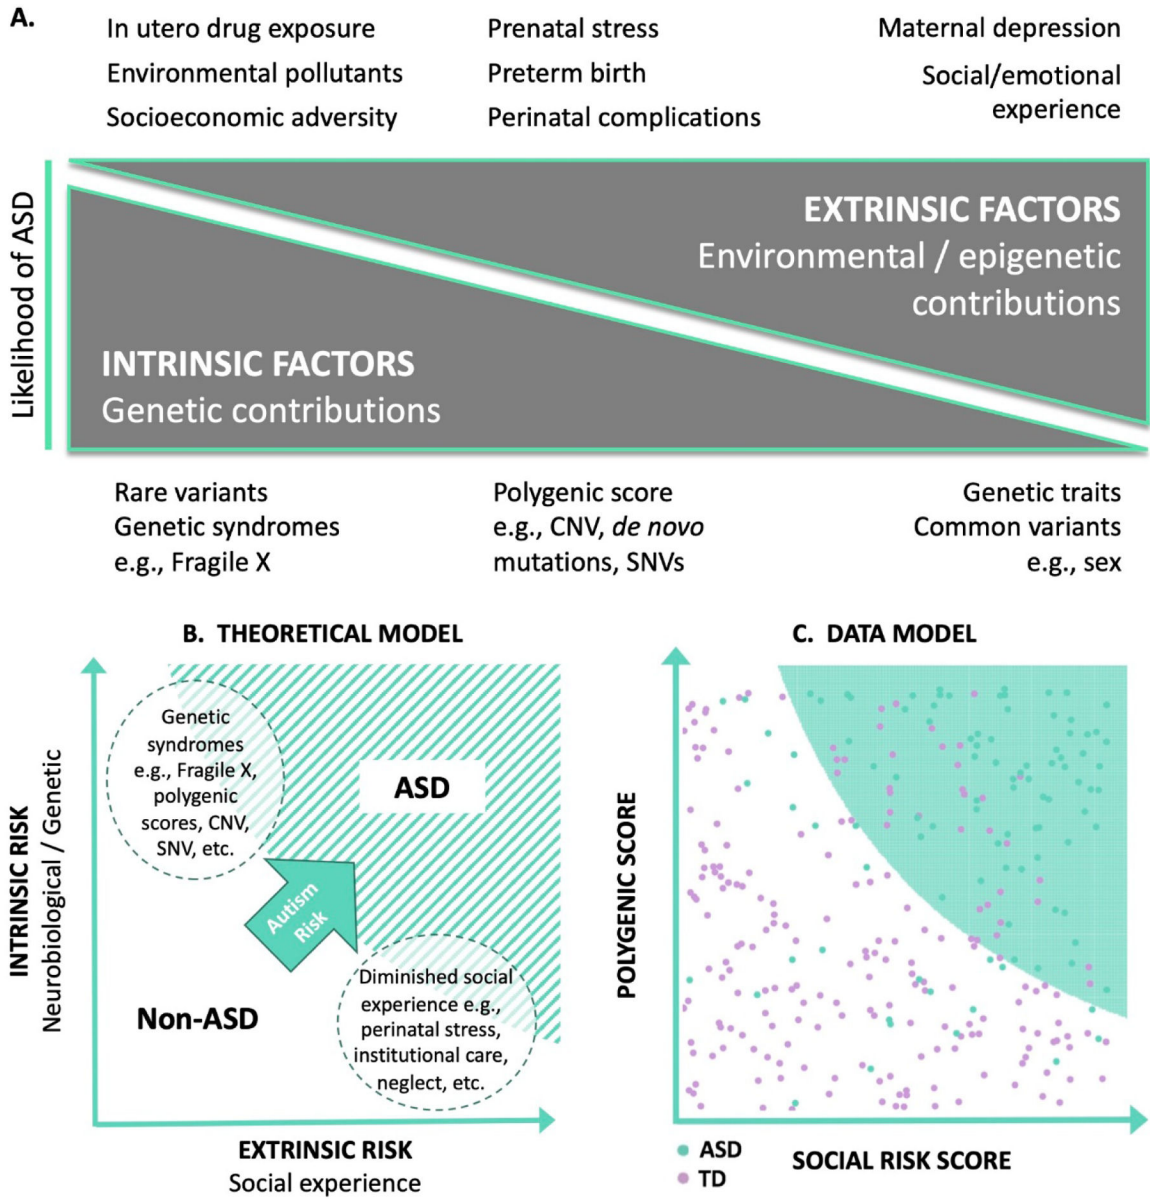 A.
In utero drug exposure
Environmental pollutants
Socioeconomic adversity
Prenatal stress
Preterm birth
Perinatal complications
Maternal depression
Social/emotional
experience
Likelihood of ASD
EXTRINSIC FACTORS
Environmental / epigenetic
contributions
INTRINSIC FACTORS
Genetic contributions
Rare variants
Genetic syndromes
e.g., Fragile X
Polygenic score
e.g., CNV, de novo
mutations, SNVs
Genetic traits
Common variants
e.g., sex
B. THEORETICAL MODEL
INTRINSIC RISK
Neurobiological / Genetic
Genetic
syndromes
e.g., Fragile X,
polygenic
scores, CNV,
SNV, etc.
ASD
Autism
Risk
Non-ASD
Diminished social
experience e.g.,
perinatal stress,
institutional care,
neglect, etc.
EXTRINSIC RISK
Social experience
C. DATA MODEL
POLYGENIC SCORE
ASD
TD
SOCIAL RISK SCORE